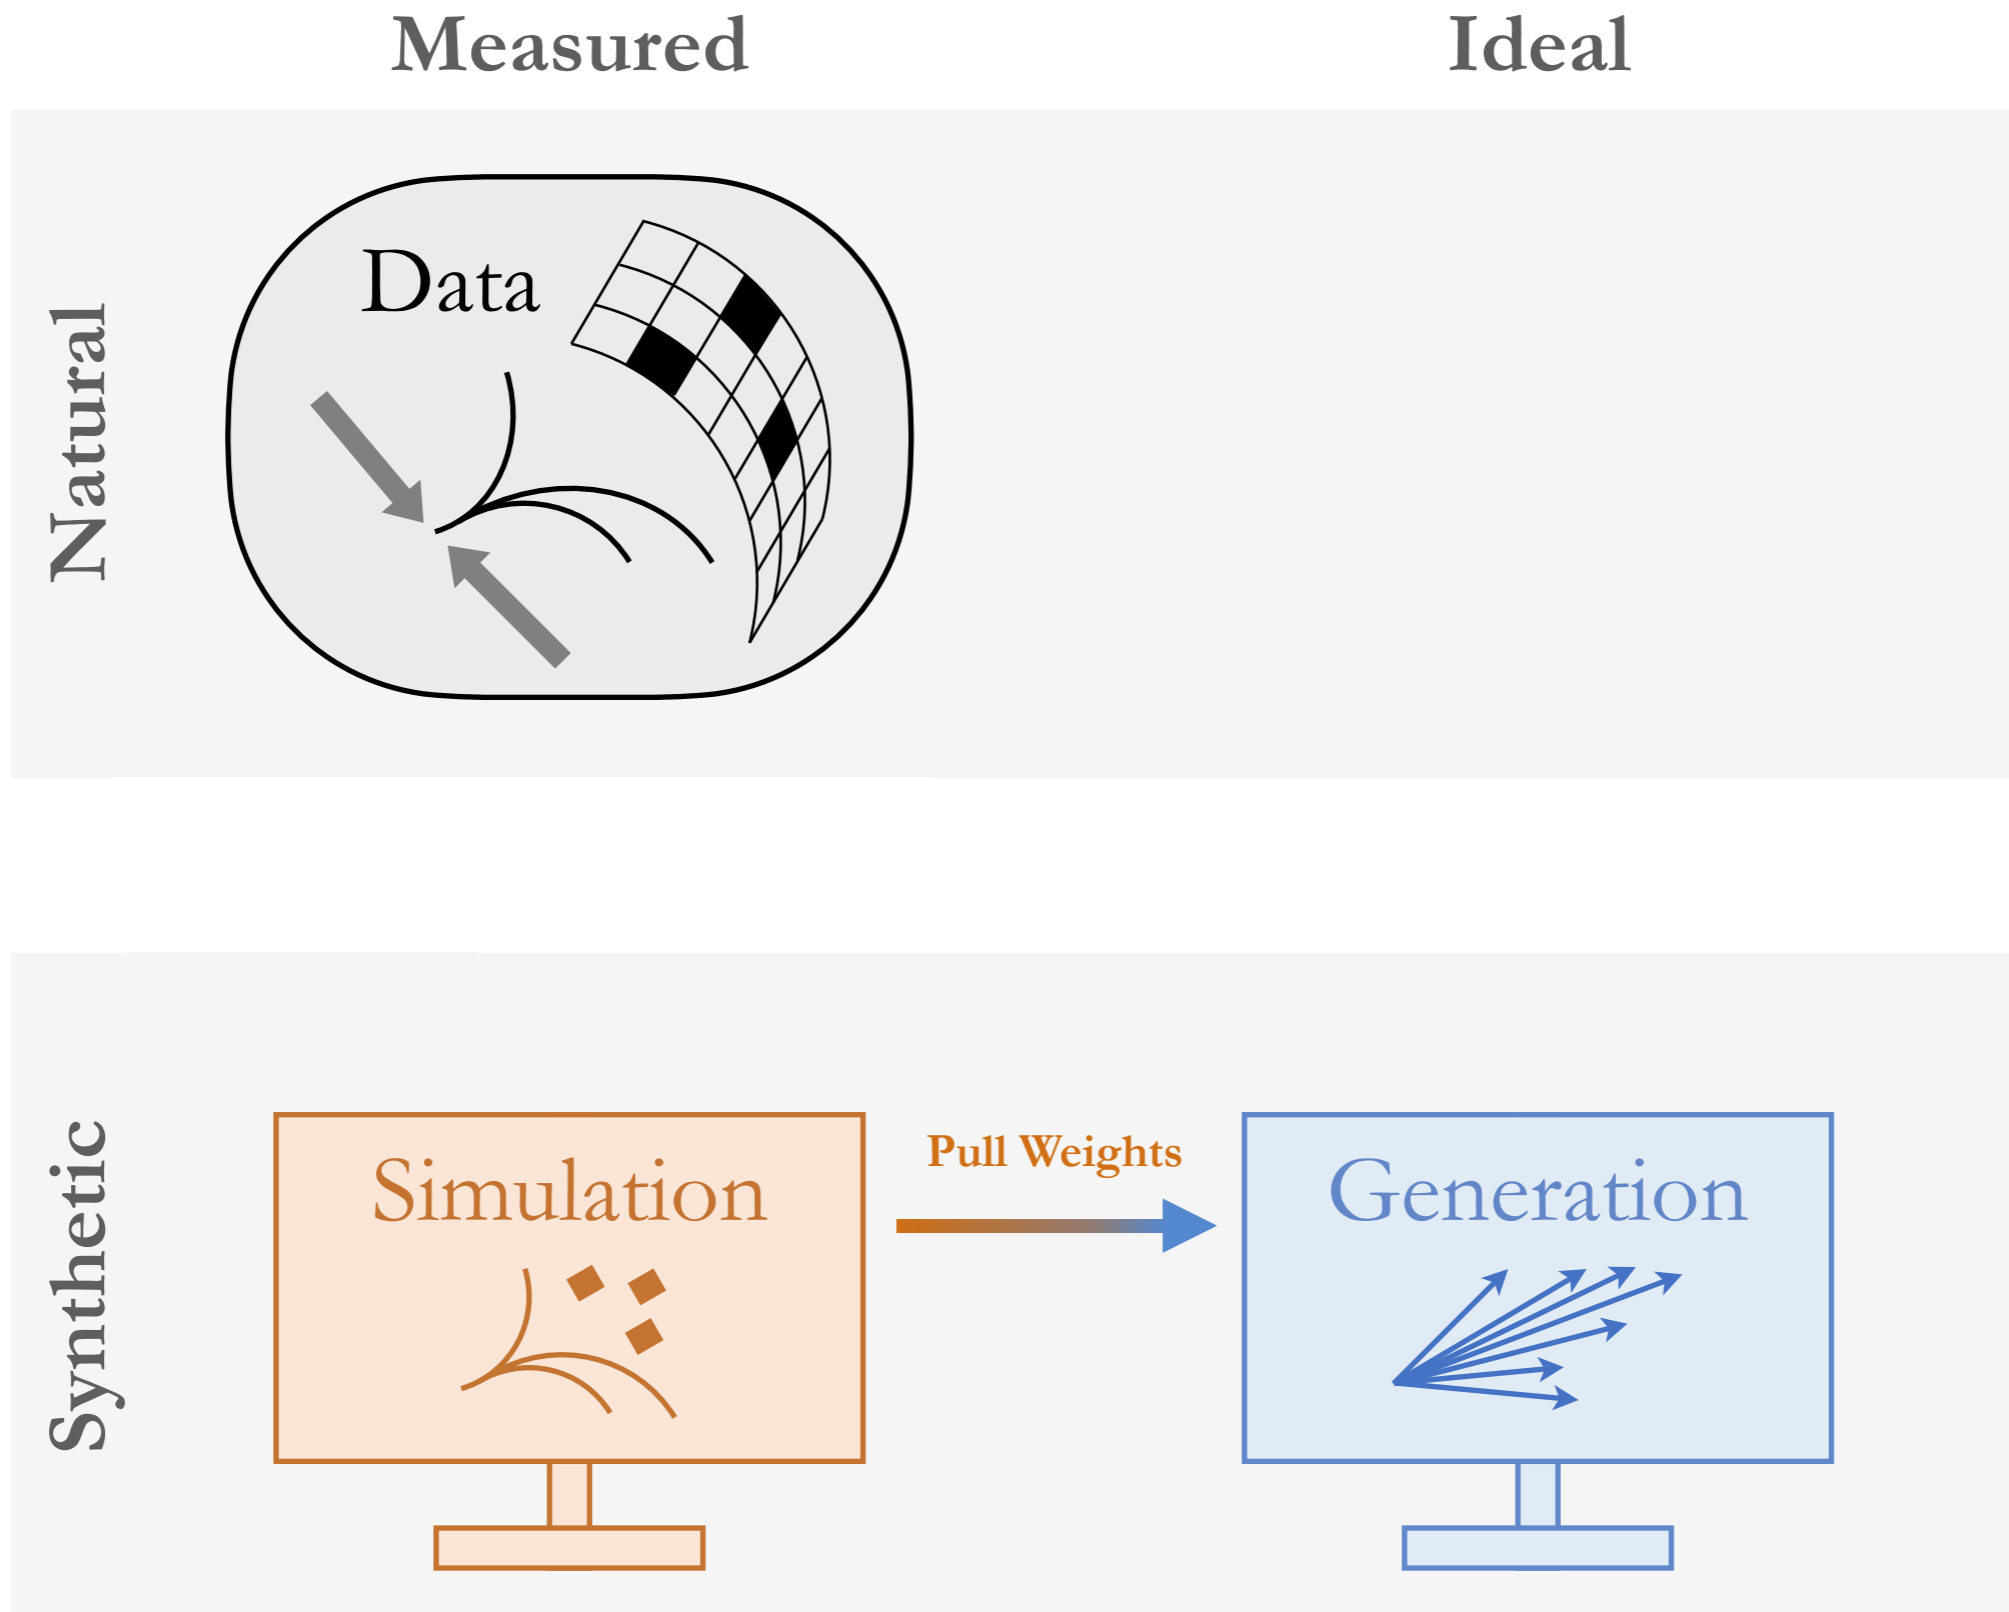 Measured
Ideal
Natural
Data
Synthetic
Simulation
Pull Weights
Generation